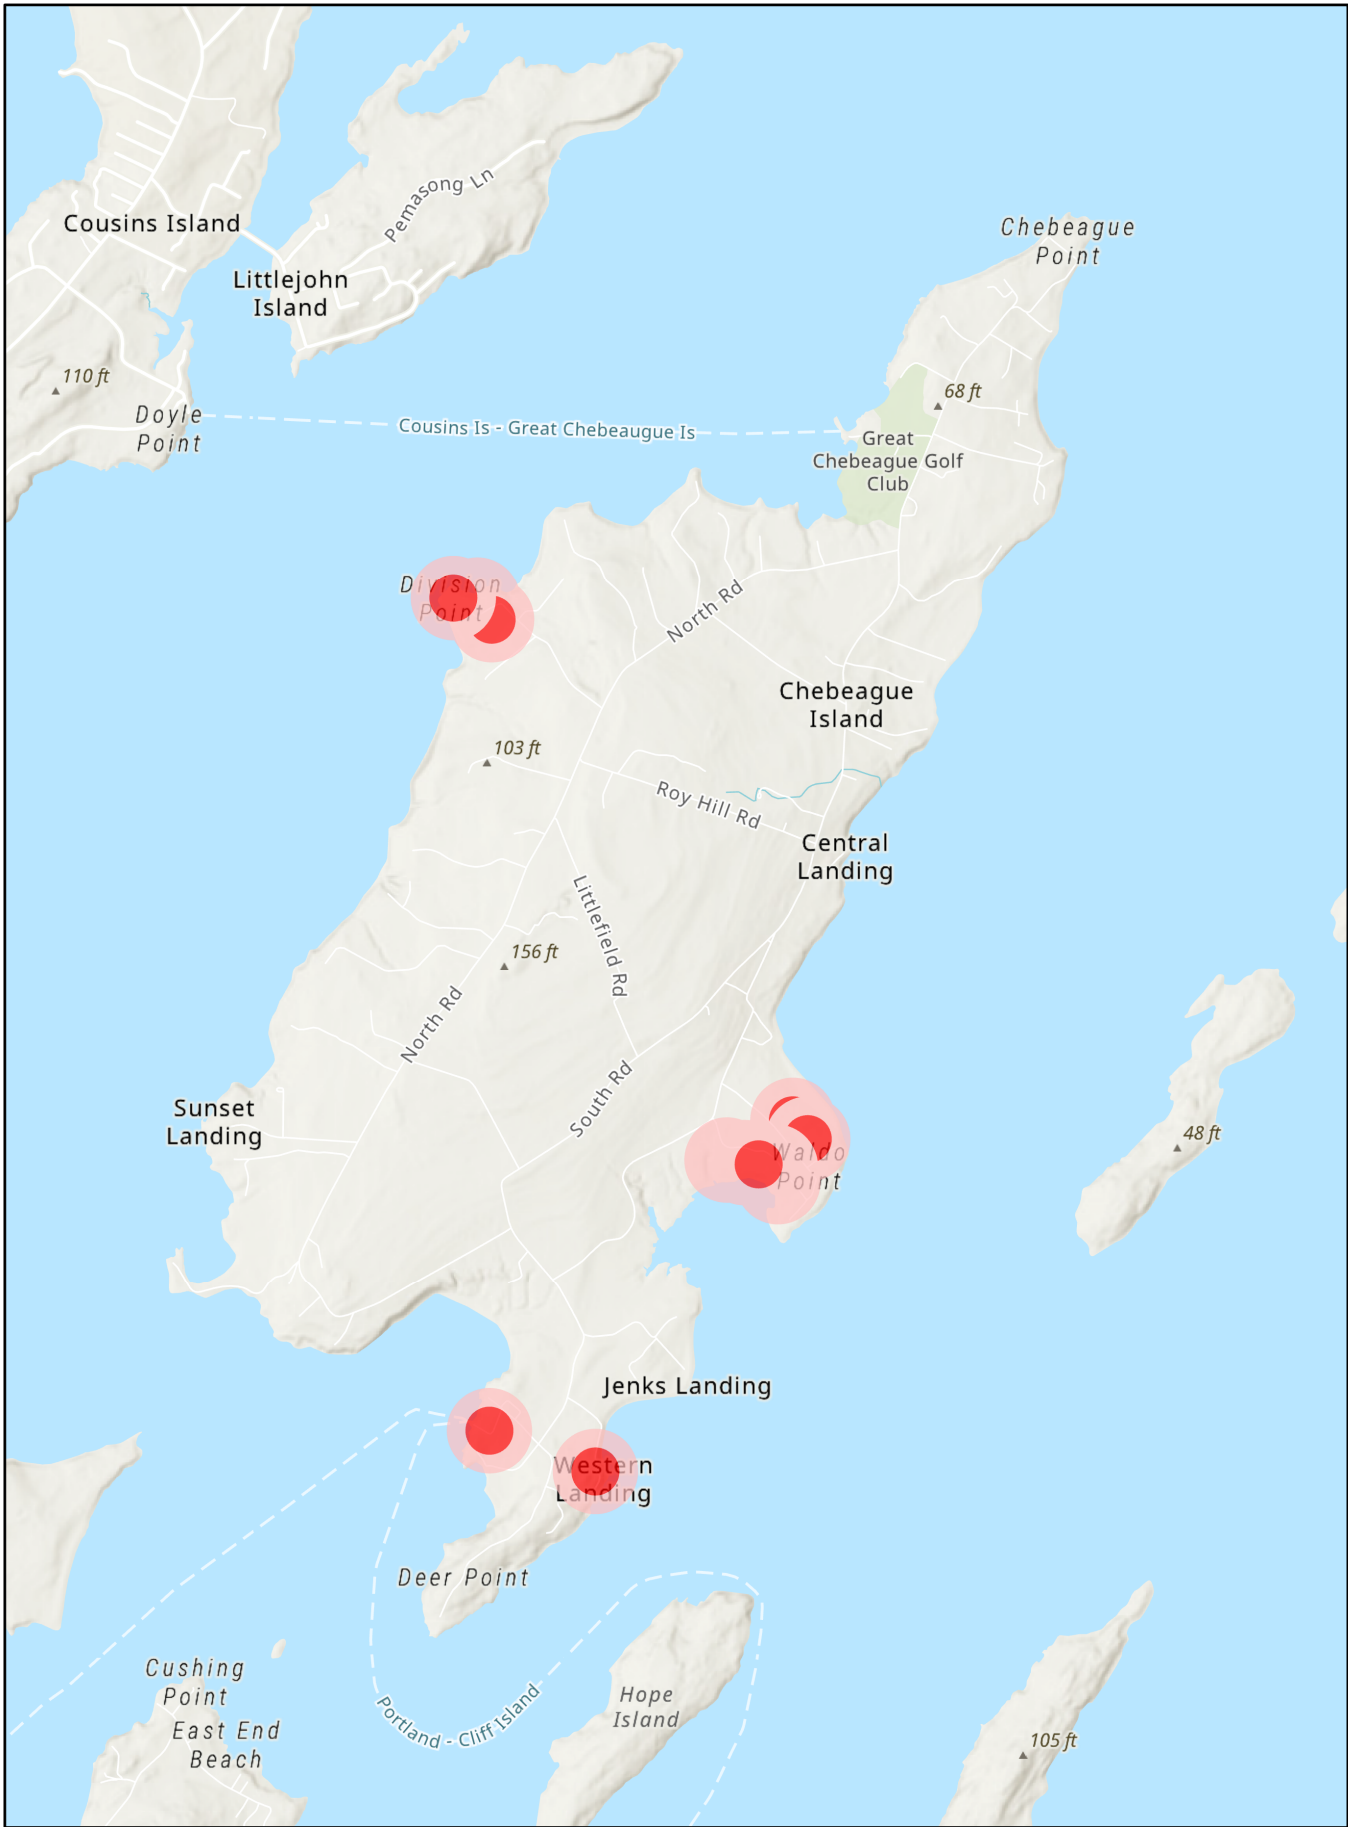 Pemasong Ln
Cousins Island
Littlejohn
Island
Chebeague
Point
110 ft
Doyle
Point
68 ft
Cousins Is - Great Chebeaugue Is
Great
Chebeague Golf
Club
Division
Point
North Rd
Chebeague
Island
103 ft
Roy Hill Rd
Central
Landing
Littlefield Rd
156 ft
North Rd
South Rd
Sunset
Landing
Waldo
Point
48 ft
Jenks Landing
Western
Landing
Deer Point
Cushing
Point
East End
Beach
Portland - Cliff Island
Hope
Island
105 ft